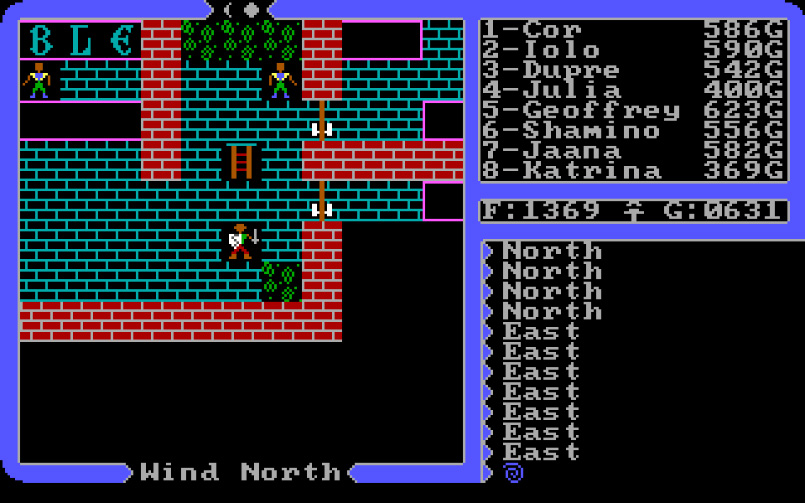 B L E
1-Cor 586G
2-Iolo 590G
3-Dupre 542G
4-Julia 400G
5-Geoffrey 623G
6-Shamino 556G
7-Jaana 582G
8-Katrina 369G
F:1369 G:0631
North
North
North
North
East
East
East
East
East
East
East
Wind North